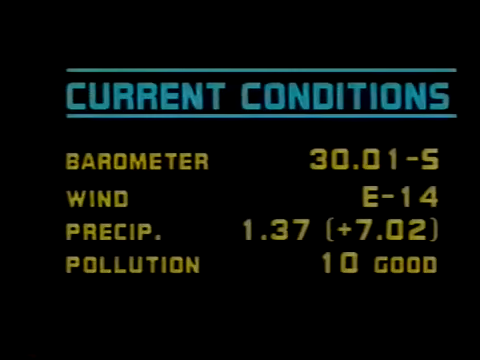 CURRENT CONDITIONS
BAROMETER 30.01-S
WIND E-14
PRECIP. 1.37 (+7.02)
POLLUTION 10 GOOD